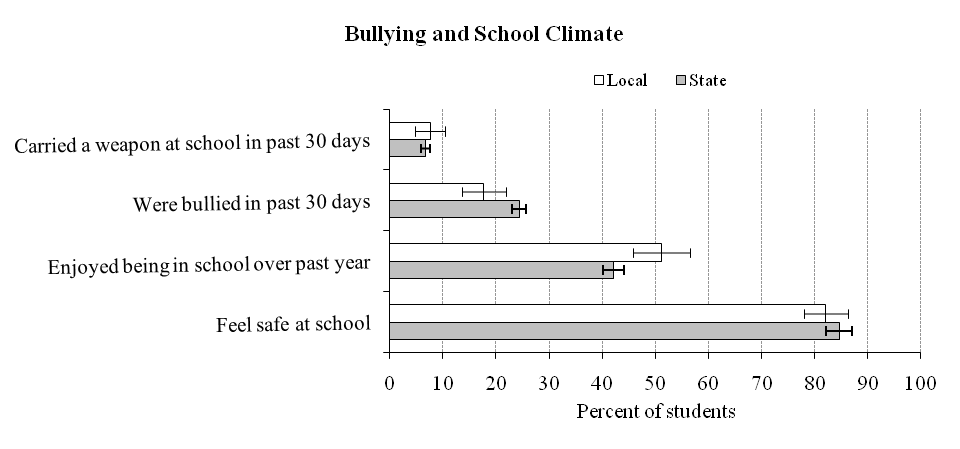 Bullying and School Climate
Local State
Carried a weapon at school in past 30 days
Were bullied in past 30 days
Enjoyed being in school over past year
Feel safe at school
0 10 20 30 40 50 60 70 80 90 100
Percent of students